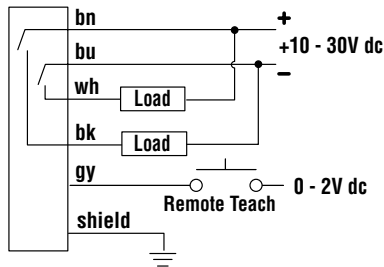 bn
+
+10 - 30V dc
bu
–
wh
Load
bk
Load
gy
0 - 2V dc
Remote Teach
shield